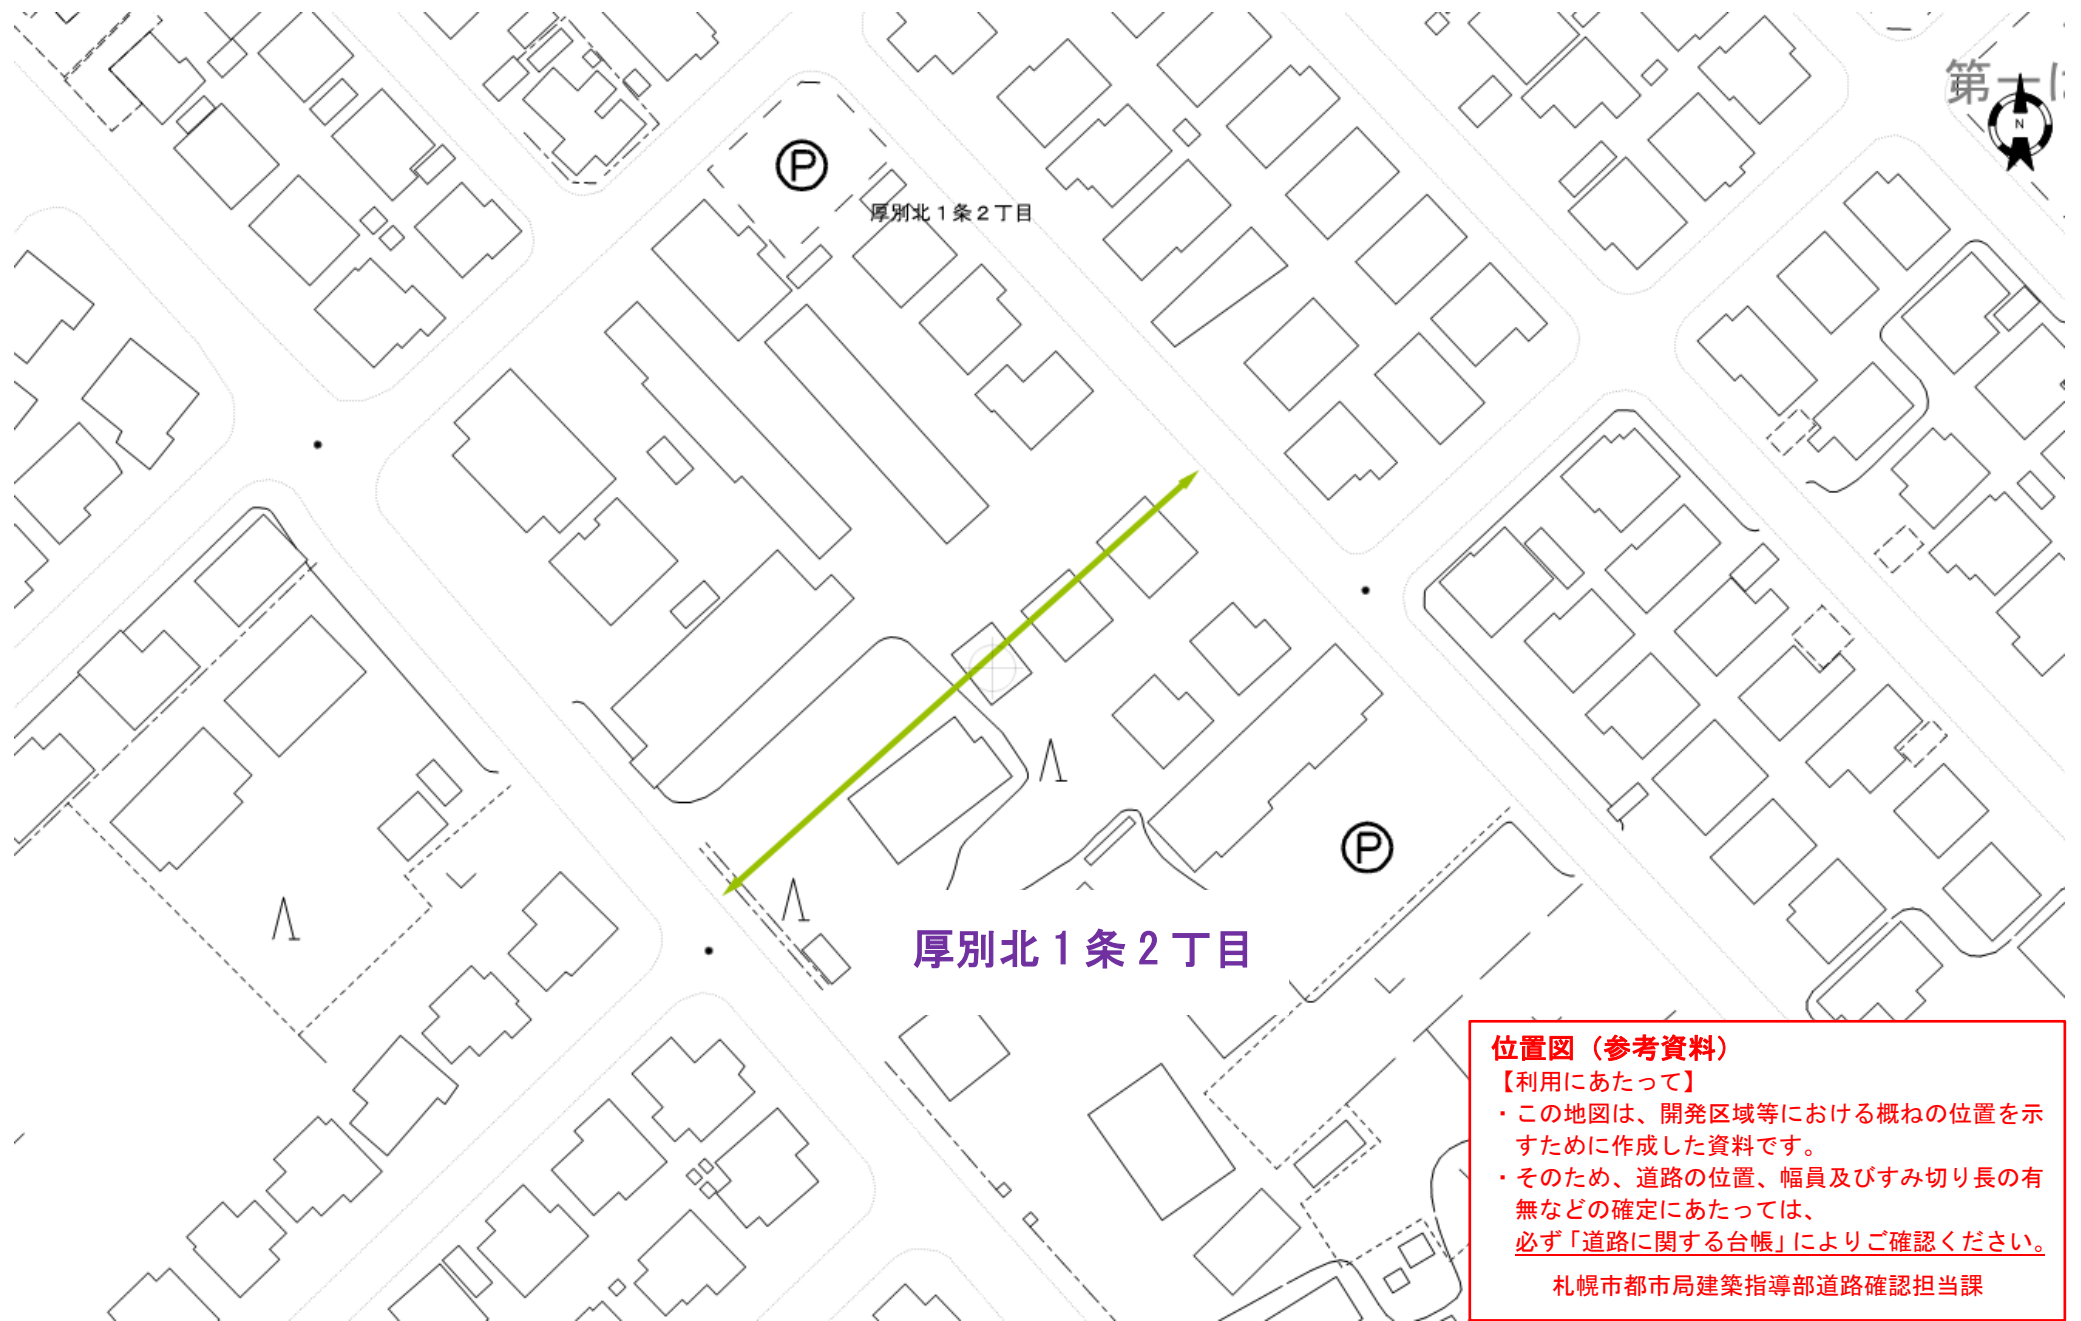 第一
N
P
厚別北1条2丁目
P
厚別北1条2丁目
位置図（参考資料）
【利用にあたって】
・この地図は、開発区域等における概ねの位置を示
すために作成した資料です。
・そのため、道路の位置、幅員及びすみ切り長の有
無などの確定にあたっては、
必ず「道路に関する台帳」によりご確認ください。
札幌市都市局建築指導部道路確認担当課